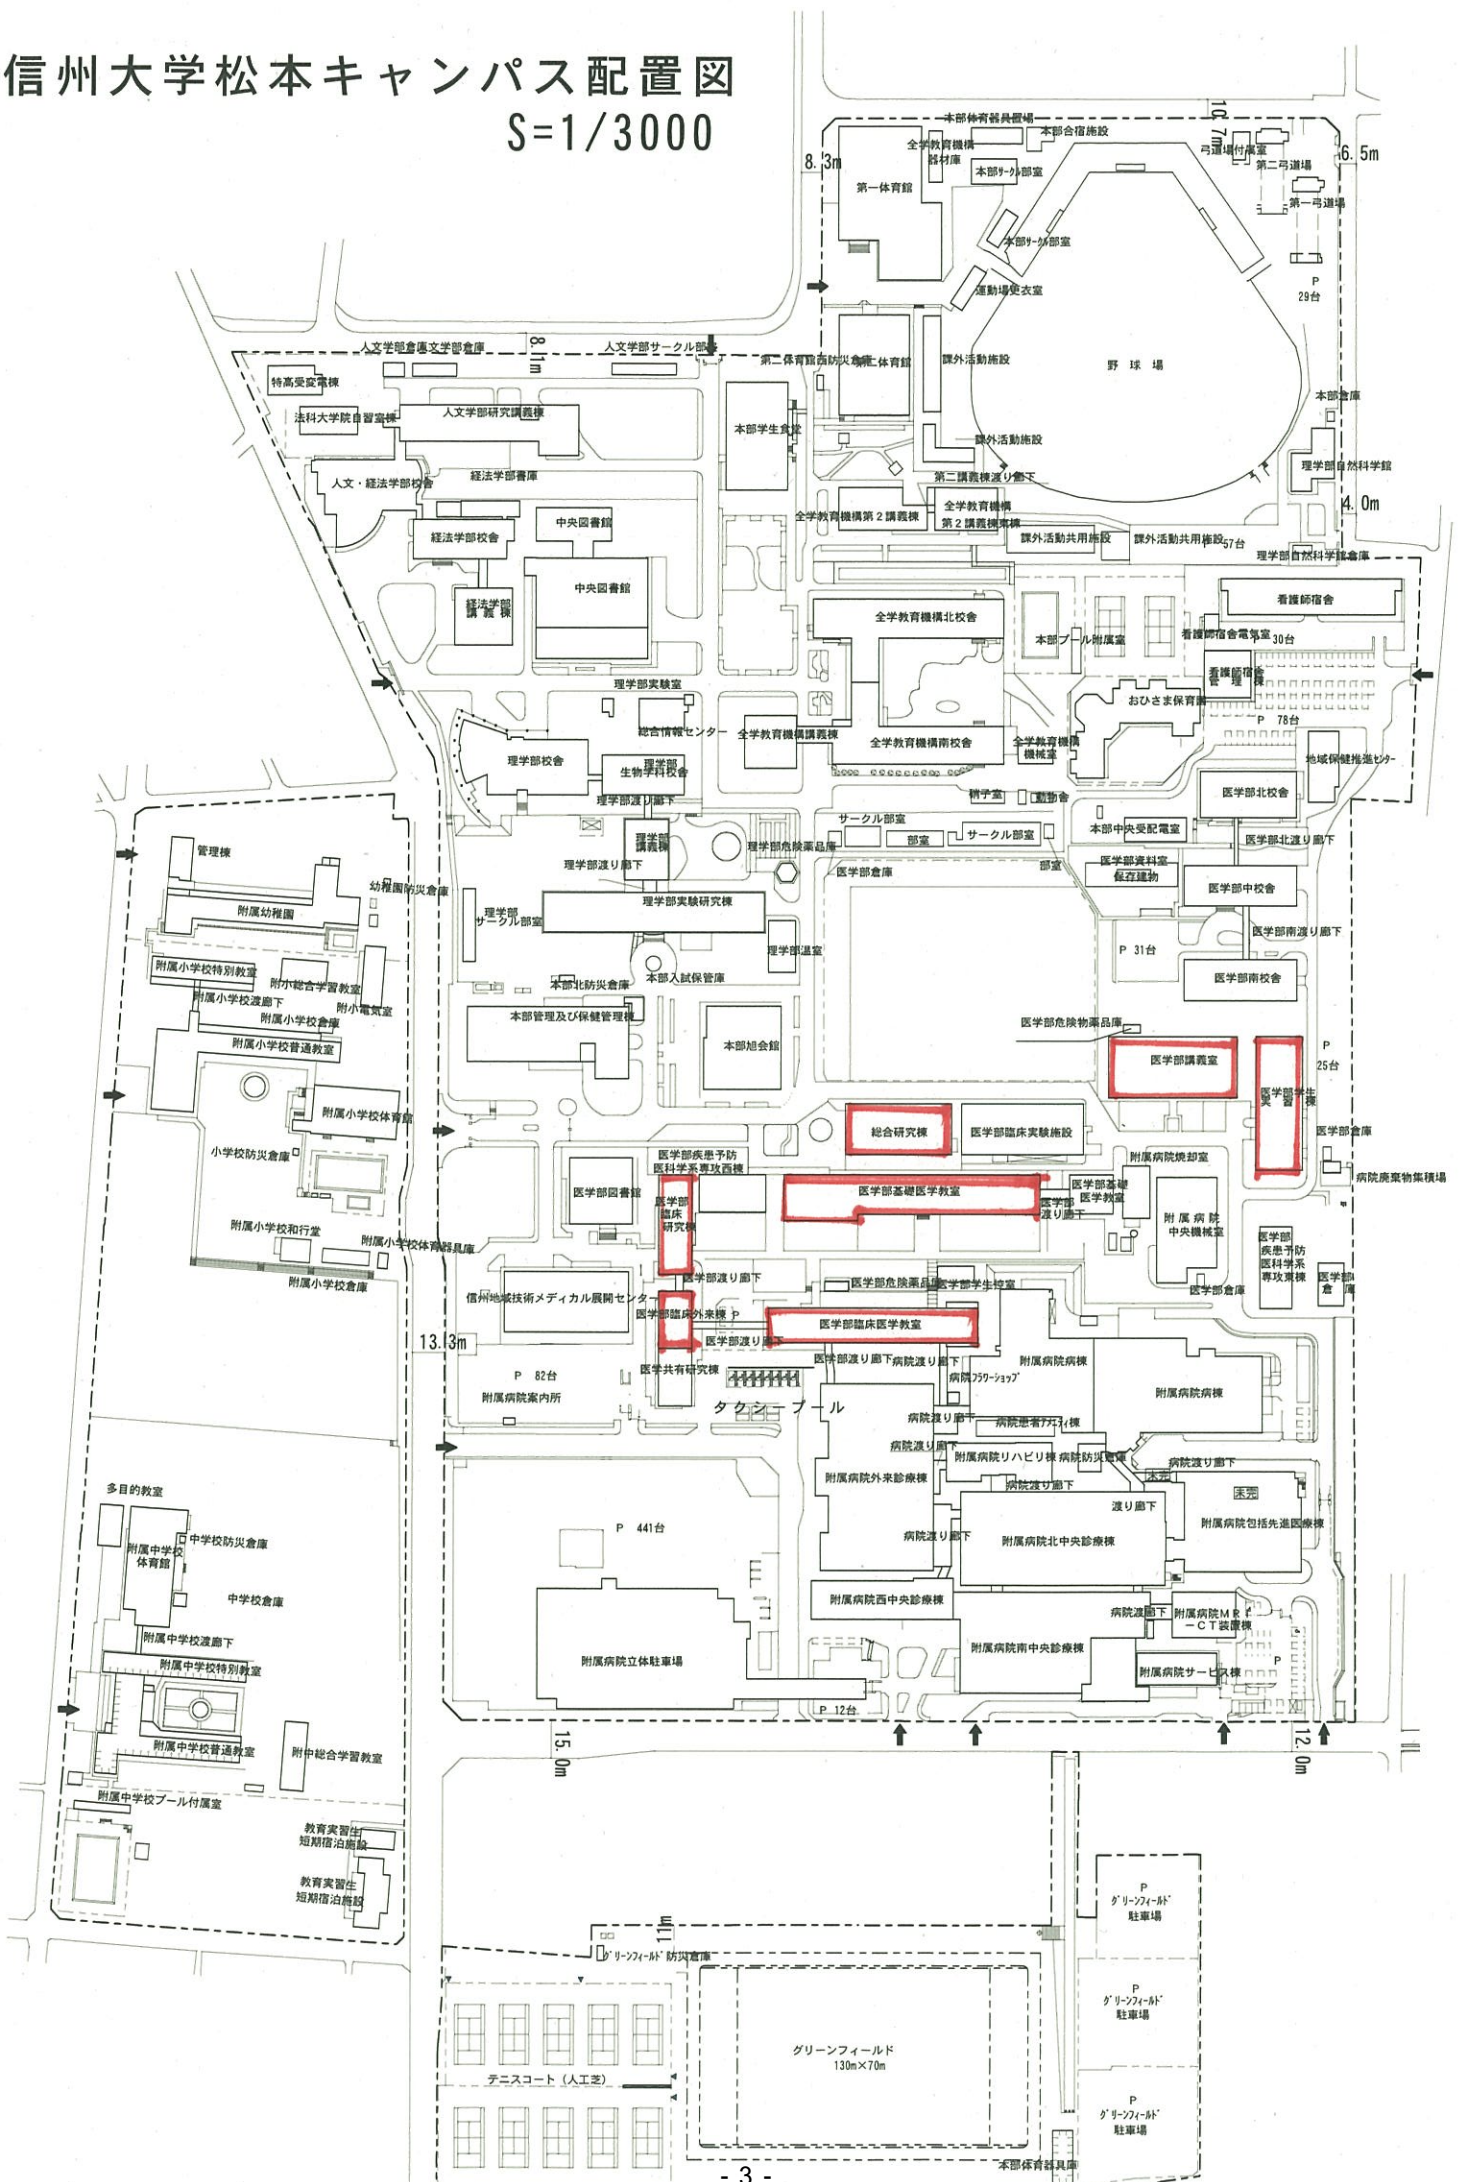 信州大学松本キャンパス配置図
S=1/3000
本部体育器具置場
本部合宿施設
10.7m
6.5m
8.3m
全学教育機構
器材庫
本部ｻｰｸﾙ部室
弓道場付属室
第二弓道場
第一弓道場
第一体育館
本部ｻｰｸﾙ部室
運動場更衣室
P
29台
人文学部倉庫
文学部倉庫
8.1m
人文学部サークル部
第二体育館西防災倉庫
第二体育館
課外活動施設
野球場
特高受変電棟
法科大学院自習室棟
人文学部研究講義棟
本部学生食堂
本部倉庫
課外活動施設
人文・経法学部校舎
経法学部書庫
第二講義棟渡り廊下
理学部自然科学館
全学教育機構第２講義棟
全学教育機構
第２講義棟東棟
4.0m
経法学部校舎
中央図書館
課外活動共用施設
課外活動共用施設
57台
理学部自然科学館倉庫
経法学部
講義棟
中央図書館
看護師宿舎
全学教育機構北校舎
本部プール附属室
看護師宿舎電気室
30台
看護師宿舎
管理棟
理学部実験室
おひさま保育園
P 78台
総合情報センター
全学教育機構講義棟
全学教育機構南校舎
全学教育機構
機械室
地域保健推進ｾﾝﾀｰ
理学部校舎
理学部
生物学科校舎
理学部渡り廊下
硝子室
動物舎
医学部北校舎
サークル部室
部室
サークル部室
部室
本部中央受配電室
医学部北渡り廊下
理学部
講義棟
理学部危険薬品庫
理学部渡り廊下
医学部倉庫
医学部資料室
保存建物
医学部中校舎
管理棟
幼稚園防災倉庫
附属幼稚園
理学部
サークル部室
理学部実験研究棟
理学部温室
医学部南渡り廊下
P 31台
附属小学校特別教室
附小総合学習教室
附属小学校渡廊下
附小電気室
本部北防災倉庫
本部入試保管庫
医学部南校舎
附属小学校倉庫
附属小学校普通教室
本部管理及び保健管理棟
本部旭会館
医学部危険物薬品庫
医学部講義室
P
25台
医学部学生
実習棟
附属小学校体育館
総合研究棟
医学部臨床実験施設
医学部倉庫
小学校防災倉庫
医学部疾患予防
医科学系専攻西棟
附属病院焼却室
病院廃棄物集積場
医学部図書館
医学部
臨床
研究棟
医学部基礎医学教室
医学部基礎
医学教室
医学部
渡り廊下
附属病院
中央機械室
附属小学校和行堂
附属小学校体育器具庫
附属小学校倉庫
医学部
疾患予防
医科学系
専攻東棟
医学部渡り廊下
医学部危険薬品庫
医学部学生控室
医学部倉庫
医学部
倉庫
信州地域技術メディカル展開センター
医学部臨床外来棟
P
医学部臨床医学教室
13.3m
医学部渡り廊下
医学部渡り廊下
病院渡り廊下
医学共有研究棟
P 82台
附属病院案内所
病院ﾌﾗﾜｰｼｮｯﾌﾟ
附属病院病棟
附属病院病棟
タクシープール
病院渡り廊下
病院患者ｱﾒﾆﾃｨ棟
病院渡り廊下
附属病院リハビリ棟
病院防災倉庫
病院渡り廊下
附属病院外来診療棟
病院渡り廊下
未完
未完
渡り廊下
附属病院包括先進医療棟
多目的教室
P 441台
病院渡り廊下
附属病院北中央診療棟
附属中学校
体育館
中学校防災倉庫
中学校倉庫
附属病院西中央診療棟
病院渡廊下
附属病院ＭＲＩ
－ＣＴ装置棟
附属中学校渡廊下
附属病院立体駐車場
附属病院南中央診療棟
附属中学校特別教室
附属病院サービス棟
P
P 12台
附属中学校普通教室
附中総合学習教室
15.0m
12.0m
附属中学校プール付属室
教育実習生
短期宿泊施設
教育実習生
短期宿泊施設
P
ｸﾞﾘｰﾝﾌｨｰﾙﾄﾞ
駐車場
11m
ｸﾞﾘｰﾝﾌｨｰﾙﾄﾞ防災倉庫
P
ｸﾞﾘｰﾝﾌｨｰﾙﾄﾞ
駐車場
グリーンフィールド
130m×70m
テニスコート（人工芝）
P
ｸﾞﾘｰﾝﾌｨｰﾙﾄﾞ
駐車場
本部体育器具庫
- 3 -